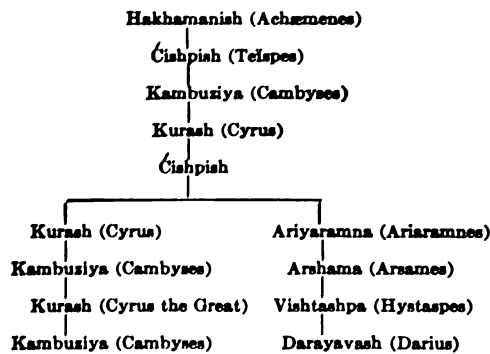 Hakhamanish (Achæmenes)
Čishpish (Teïspes)
Kambuziya (Cambyses)
Kurash (Cyrus)
Čishpish
Kurash (Cyrus) Ariyaramna (Ariaramnes)
Kambuziya (Cambyses) Arshama (Arsames)
Kurash (Cyrus the Great) Vishtashpa (Hystaspes)
Kambuziya (Cambyses) Darayavash (Darius)